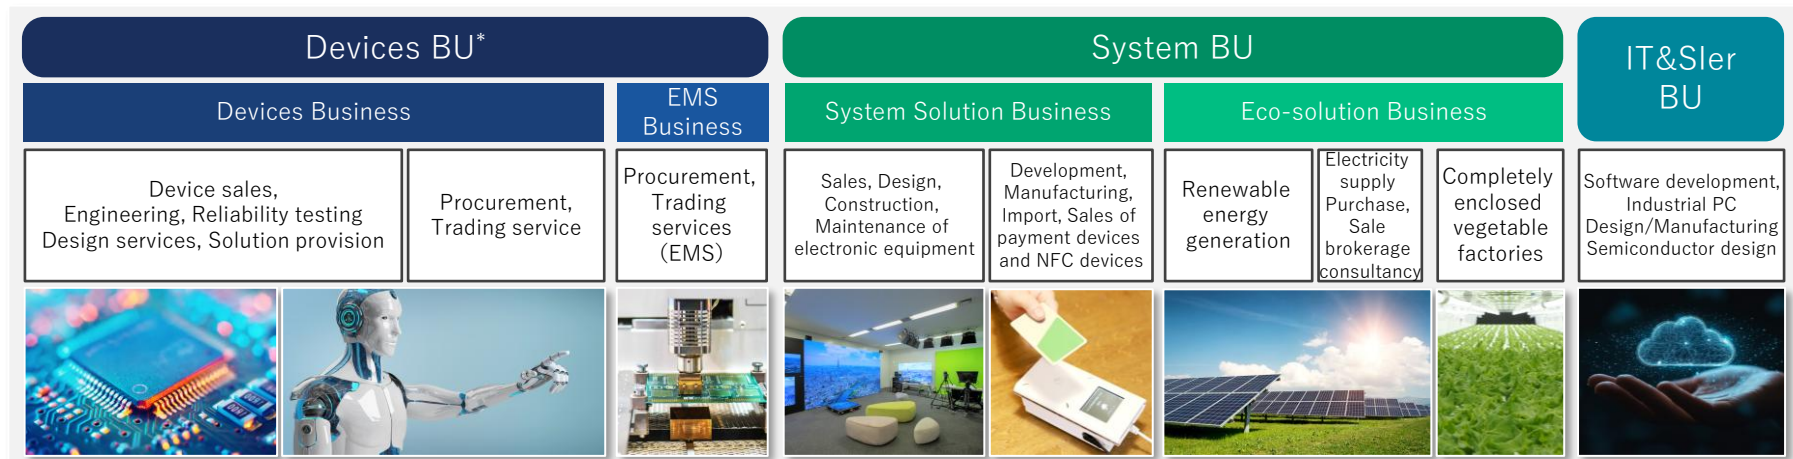 Devices BU*
System BU
IT&SIer
BU
Devices Business
EMS
Business
System Solution Business
Eco-solution Business
Device sales,
Engineering, Reliability testing
Design services, Solution provision
Procurement,
Trading service
Procurement,
Trading
services
(EMS)
Sales, Design,
Construction,
Maintenance of
electronic equipment
Development,
Manufacturing,
Import, Sales of
payment devices
and NFC devices
Renewable
energy
generation
Electricity
supply
Purchase,
Sale
brokerage
consultancy
Completely
enclosed
vegetable
factories
Software development,
Industrial PC
Design/Manufacturing
Semiconductor design